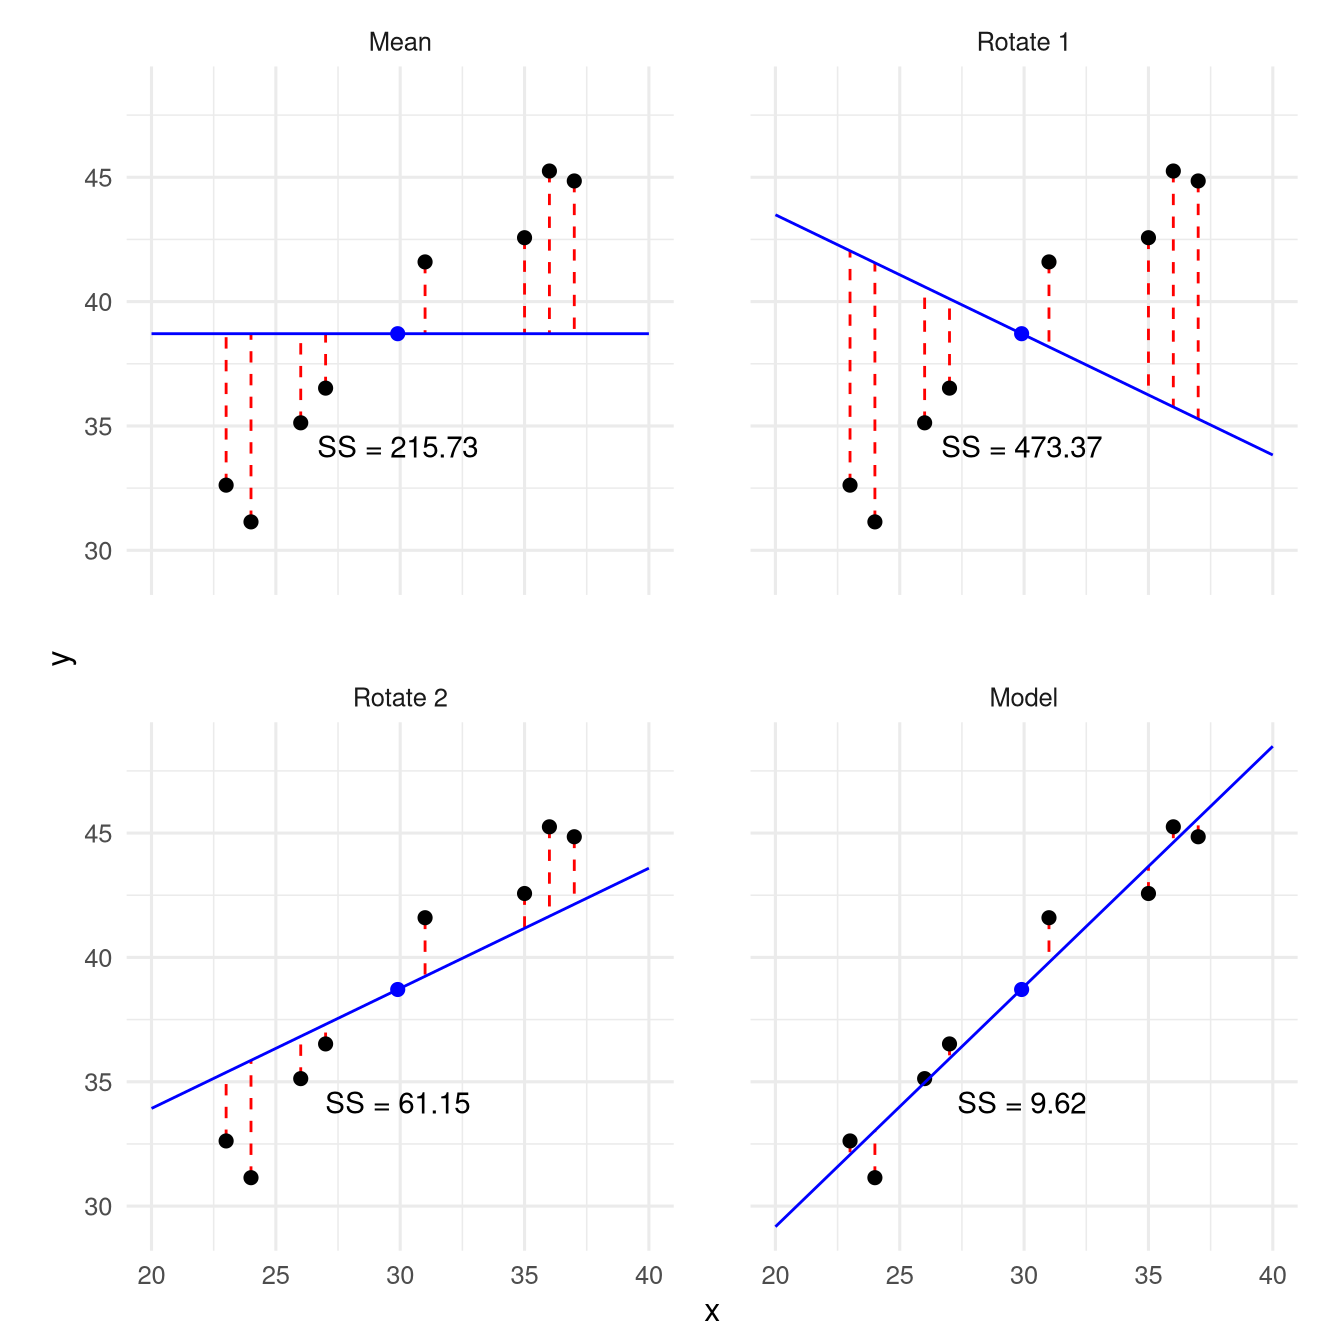 Mean
Rotate 1
45
40
35
30
SS = 215.73
SS = 473.37
y
Rotate 2
Model
45
40
35
30
SS = 61.15
SS = 9.62
20 25 30 35 40
20 25 30 35 40
x